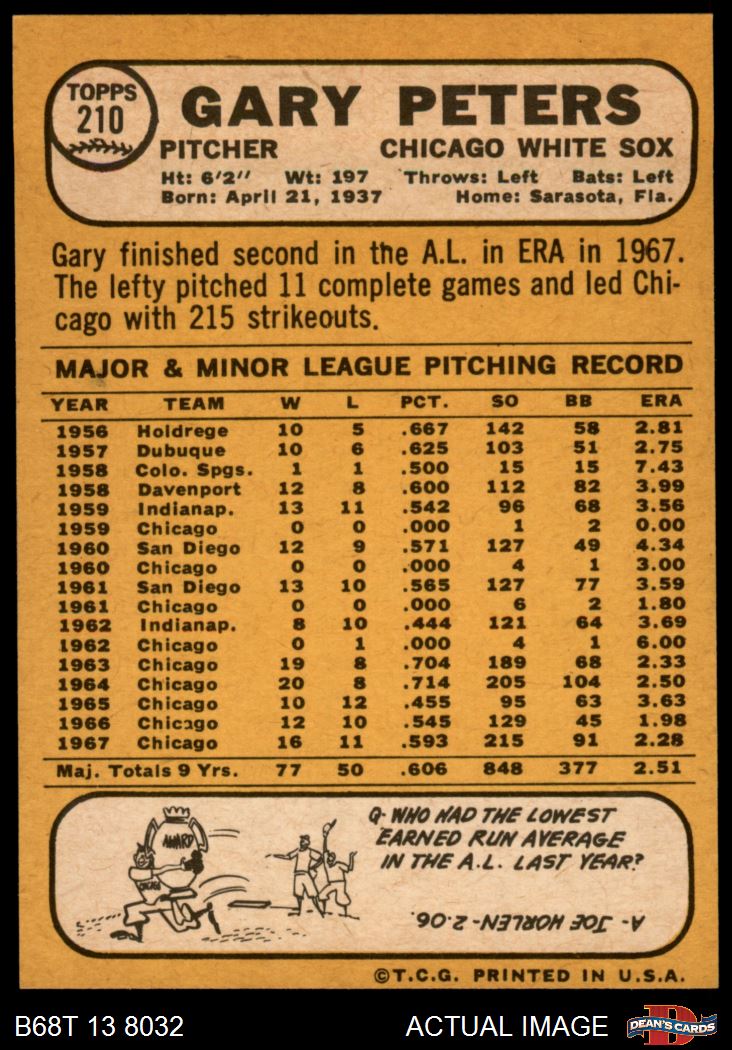 TOPPS
210
GARY PETERS
PITCHER CHICAGO WHITE SOX
Ht: 6'2" Wt: 197 Throws: Left Bats: Left
Born: April 21, 1937 Home: Sarasota, Fla.
Gary finished second in the A.L. in ERA in 1967.
The lefty pitched 11 complete games and led Chi-
cago with 215 strikeouts.
MAJOR & MINOR LEAGUE PITCHING RECORD
YEAR TEAM W L PCT. SO BB ERA
1956 Holdrege 10 5 .667 142 58 2.81
1957 Dubuque 10 6 .625 103 51 2.75
1958 Colo. Spgs. 1 1 .500 15 15 7.43
1958 Davenport 12 8 .600 112 82 3.99
1959 Indianap. 13 11 .542 96 68 3.56
1959 Chicago 0 0 .000 1 2 0.00
1960 San Diego 12 9 .571 127 49 4.34
1960 Chicago 0 0 .000 4 1 3.00
1961 San Diego 13 10 .565 127 77 3.59
1961 Chicago 0 0 .000 6 2 1.80
1962 Indianap. 8 10 .444 121 64 3.69
1962 Chicago 0 1 .000 4 1 6.00
1963 Chicago 19 8 .704 189 68 2.33
1964 Chicago 20 8 .714 205 104 2.50
1965 Chicago 10 12 .455 95 63 3.63
1966 Chicago 12 10 .545 129 45 1.98
1967 Chicago 16 11 .593 215 91 2.28
Maj. Totals 9 Yrs. 77 50 .606 848 377 2.51
AWARD
CHICAGO
Q- WHO HAD THE LOWEST
EARNED RUN AVERAGE
IN THE A.L. LAST YEAR?
A- JOE HORLEN-2.06.
©T.C.G. PRINTED IN U.S.A.
B68T 13 8032 ACTUAL IMAGE
DEAN'S CARDS